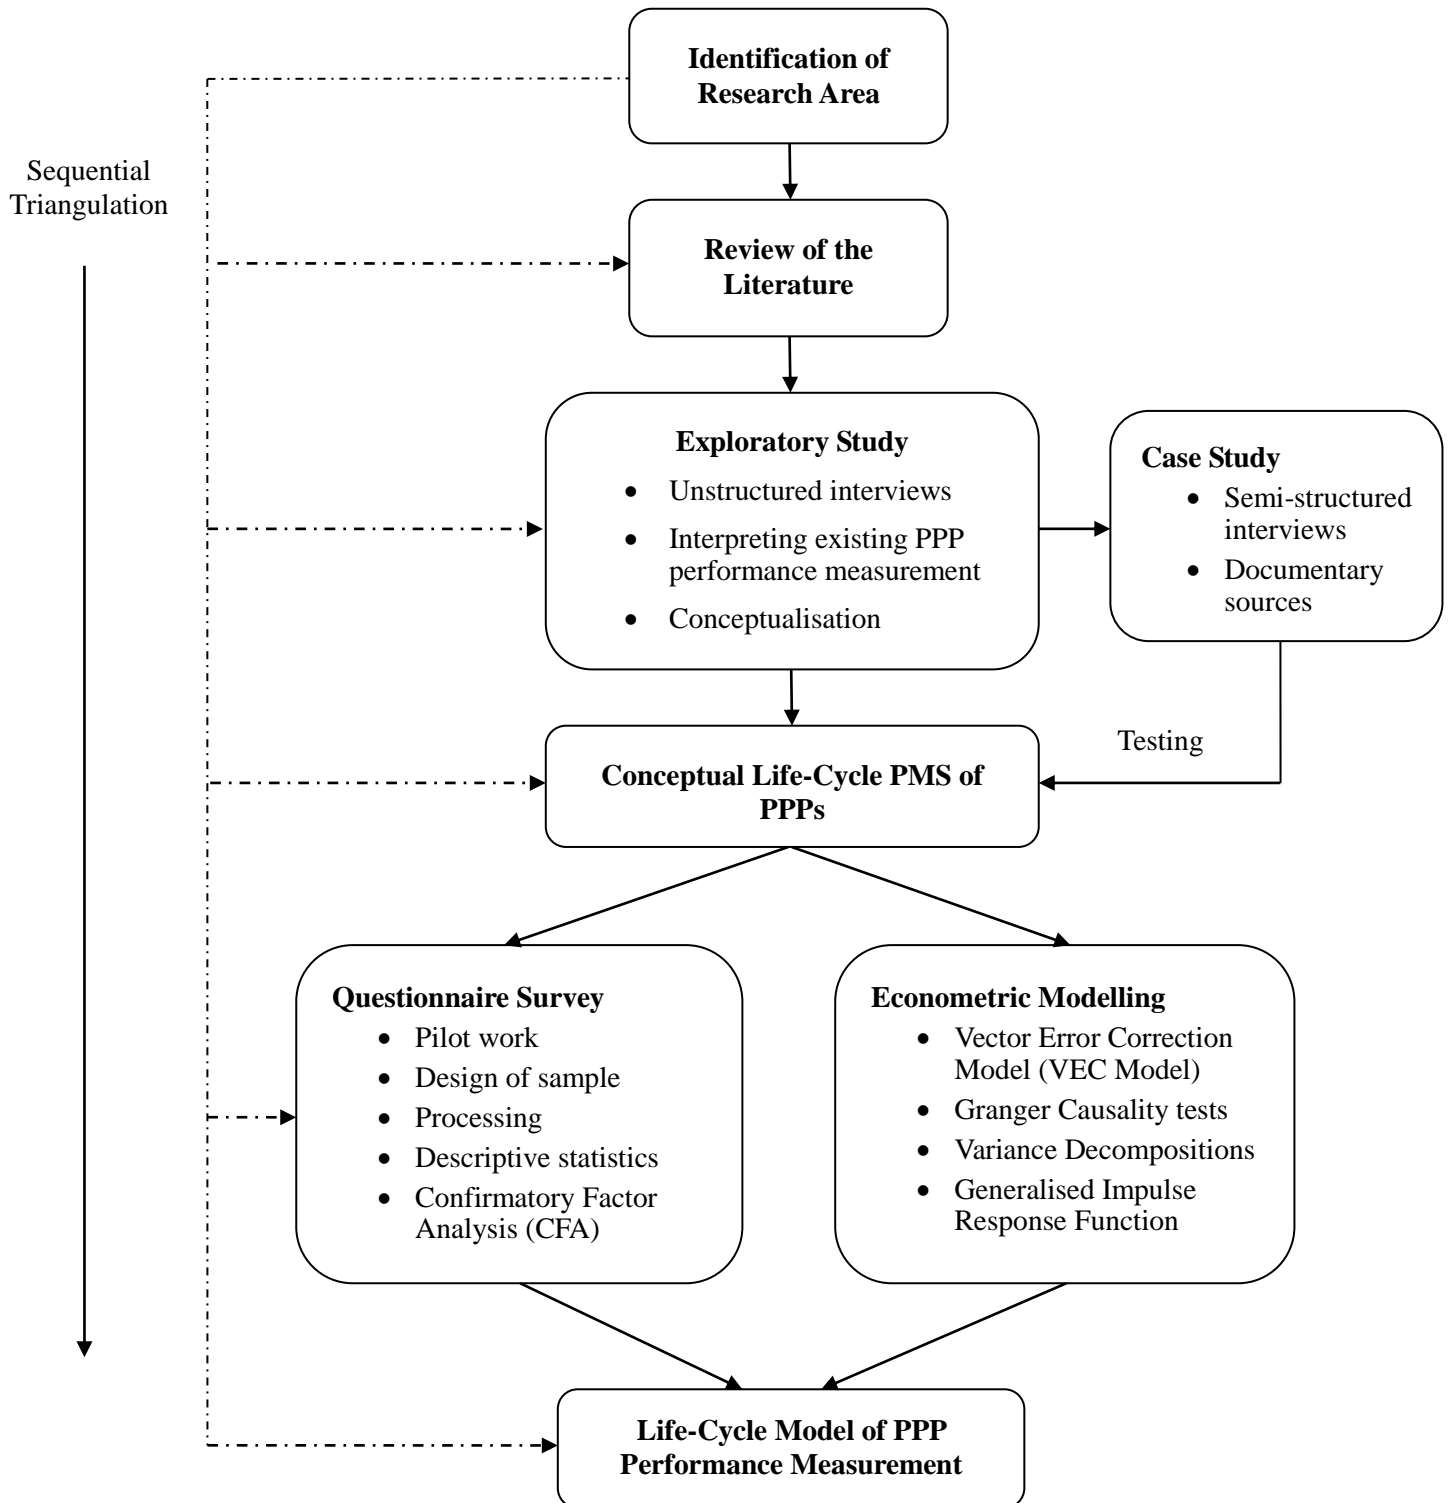 Identification of
Research Area
Sequential
Triangulation
Review of the
Literature
Exploratory Study
• Unstructured interviews
• Interpreting existing PPP
performance measurement
• Conceptualisation
Case Study
• Semi-structured
interviews
• Documentary
sources
Testing
Conceptual Life-Cycle PMS of
PPPs
Questionnaire Survey
• Pilot work
• Design of sample
• Processing
• Descriptive statistics
• Confirmatory Factor
Analysis (CFA)
Econometric Modelling
• Vector Error Correction
Model (VEC Model)
• Granger Causality tests
• Variance Decompositions
• Generalised Impulse
Response Function
Life-Cycle Model of PPP
Performance Measurement